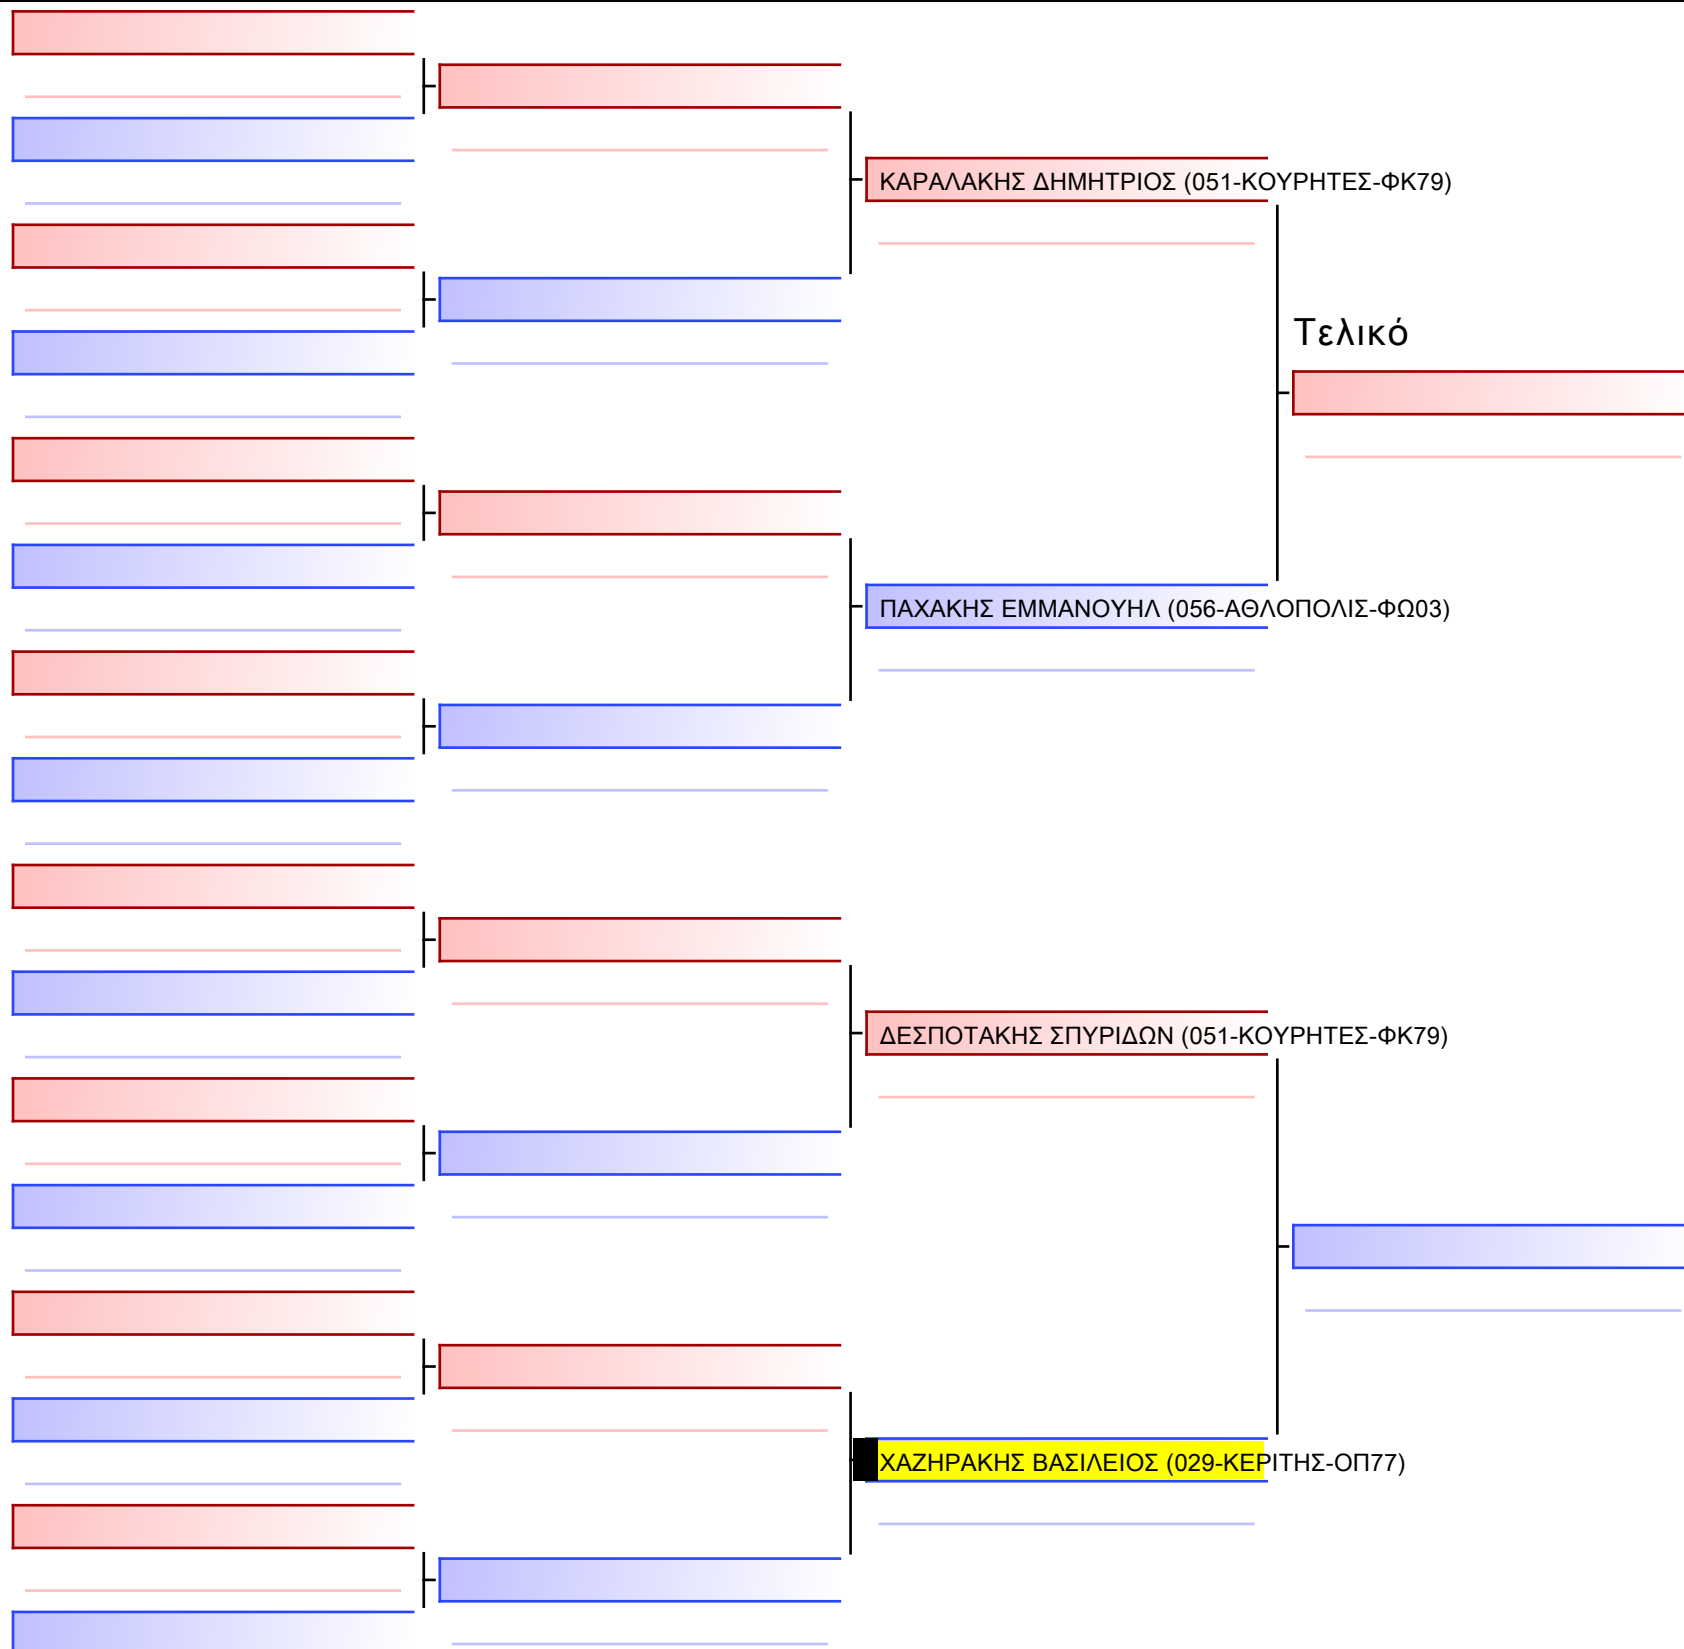 ΚΑΡΑΛΑΚΗΣ ΔΗΜΗΤΡΙΟΣ (051-ΚΟΥΡΗΤΕΣ-ΦΚ79)
Τελικό
ΠΑΧΑΚΗΣ ΕΜΜΑΝΟΥΗΛ (056-ΑΘΛΟΠΟΛΙΣ-ΦΩ03)
ΔΕΣΠΟΤΑΚΗΣ ΣΠΥΡΙΔΩΝ (051-ΚΟΥΡΗΤΕΣ-ΦΚ79)
ΧΑΖΗΡΑΚΗΣ ΒΑΣΙΛΕΙΟΣ (029-ΚΕΡΙΤΗΣ-ΟΠ77)